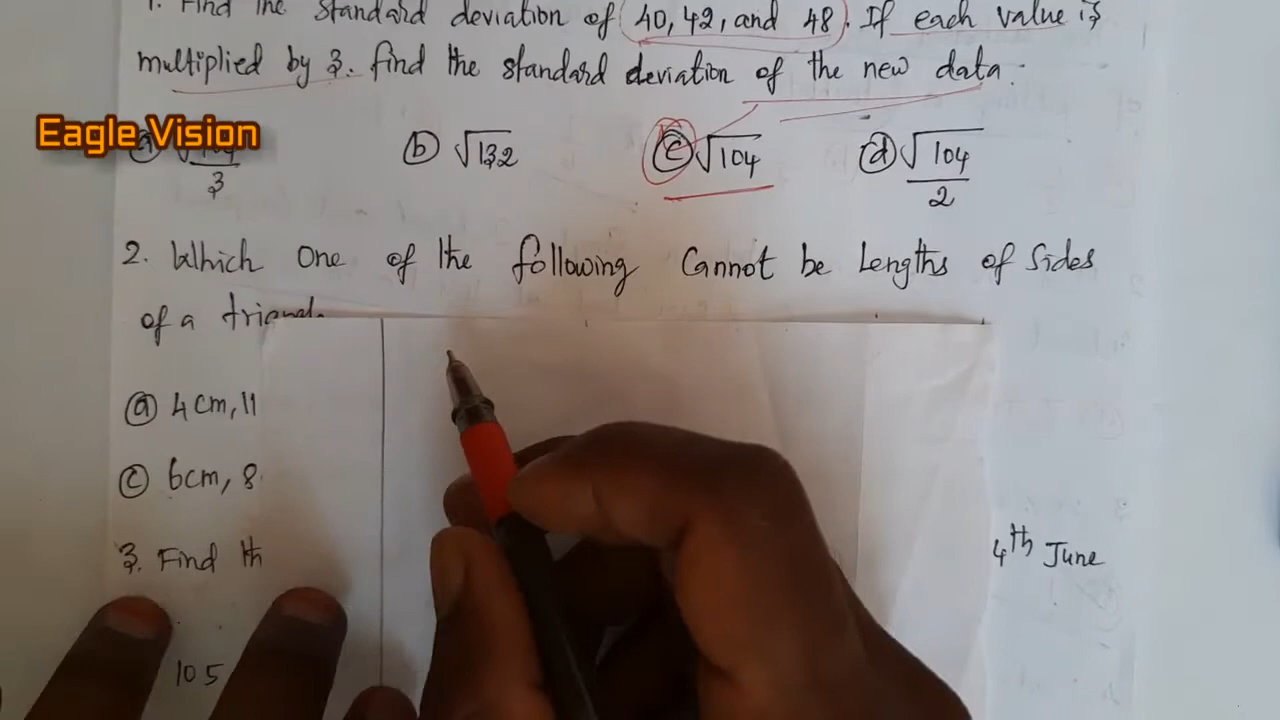 1. Find the standard deviation of 40, 42, and 48. If each value is
multiplied by 3. find the standard deviation of the new data.
Eagle Vision
ⓐ √104/3 ⓑ √132 ⓒ √104 ⓓ √104/2
2. Which one of the following cannot be Lengths of sides
of a
ⓐ 4cm, 11
ⓒ 6cm, 8
3. Find th
4th June
105